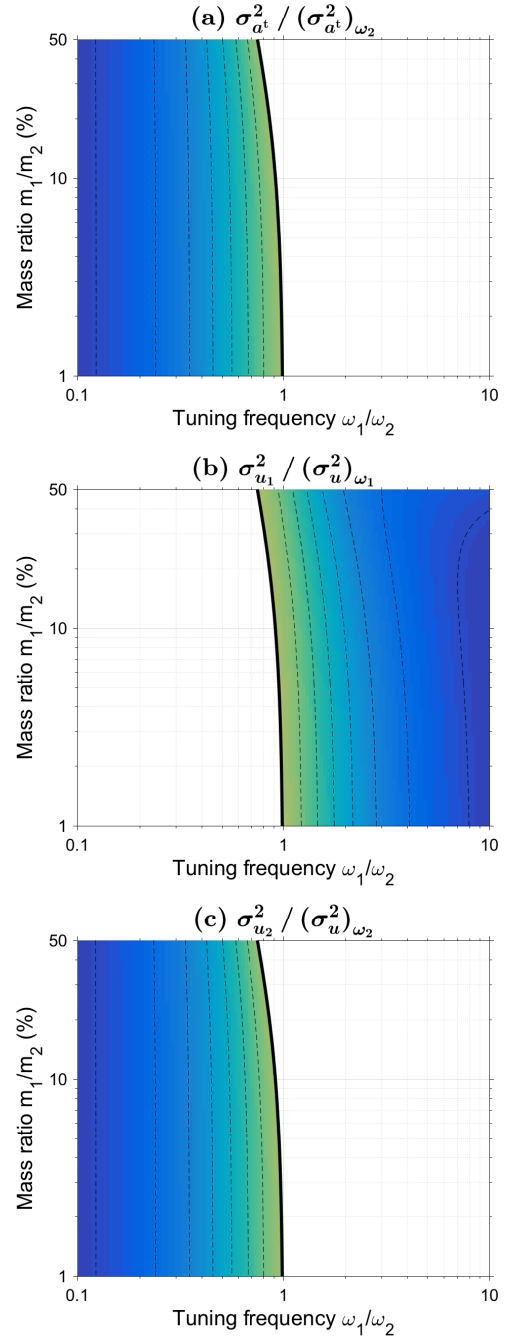 (a) σ²_{aᵗ} / (σ²_{aᵗ})_{ω₂}
50
10
1
Mass ratio m₁/m₂ (%)
0.1 1 10
Tuning frequency ω₁/ω₂
(b) σ²_{u₁} / (σ²_u)_{ω₁}
50
10
1
Mass ratio m₁/m₂ (%)
0.1 1 10
Tuning frequency ω₁/ω₂
(c) σ²_{u₂} / (σ²_u)_{ω₂}
50
10
1
Mass ratio m₁/m₂ (%)
0.1 1 10
Tuning frequency ω₁/ω₂